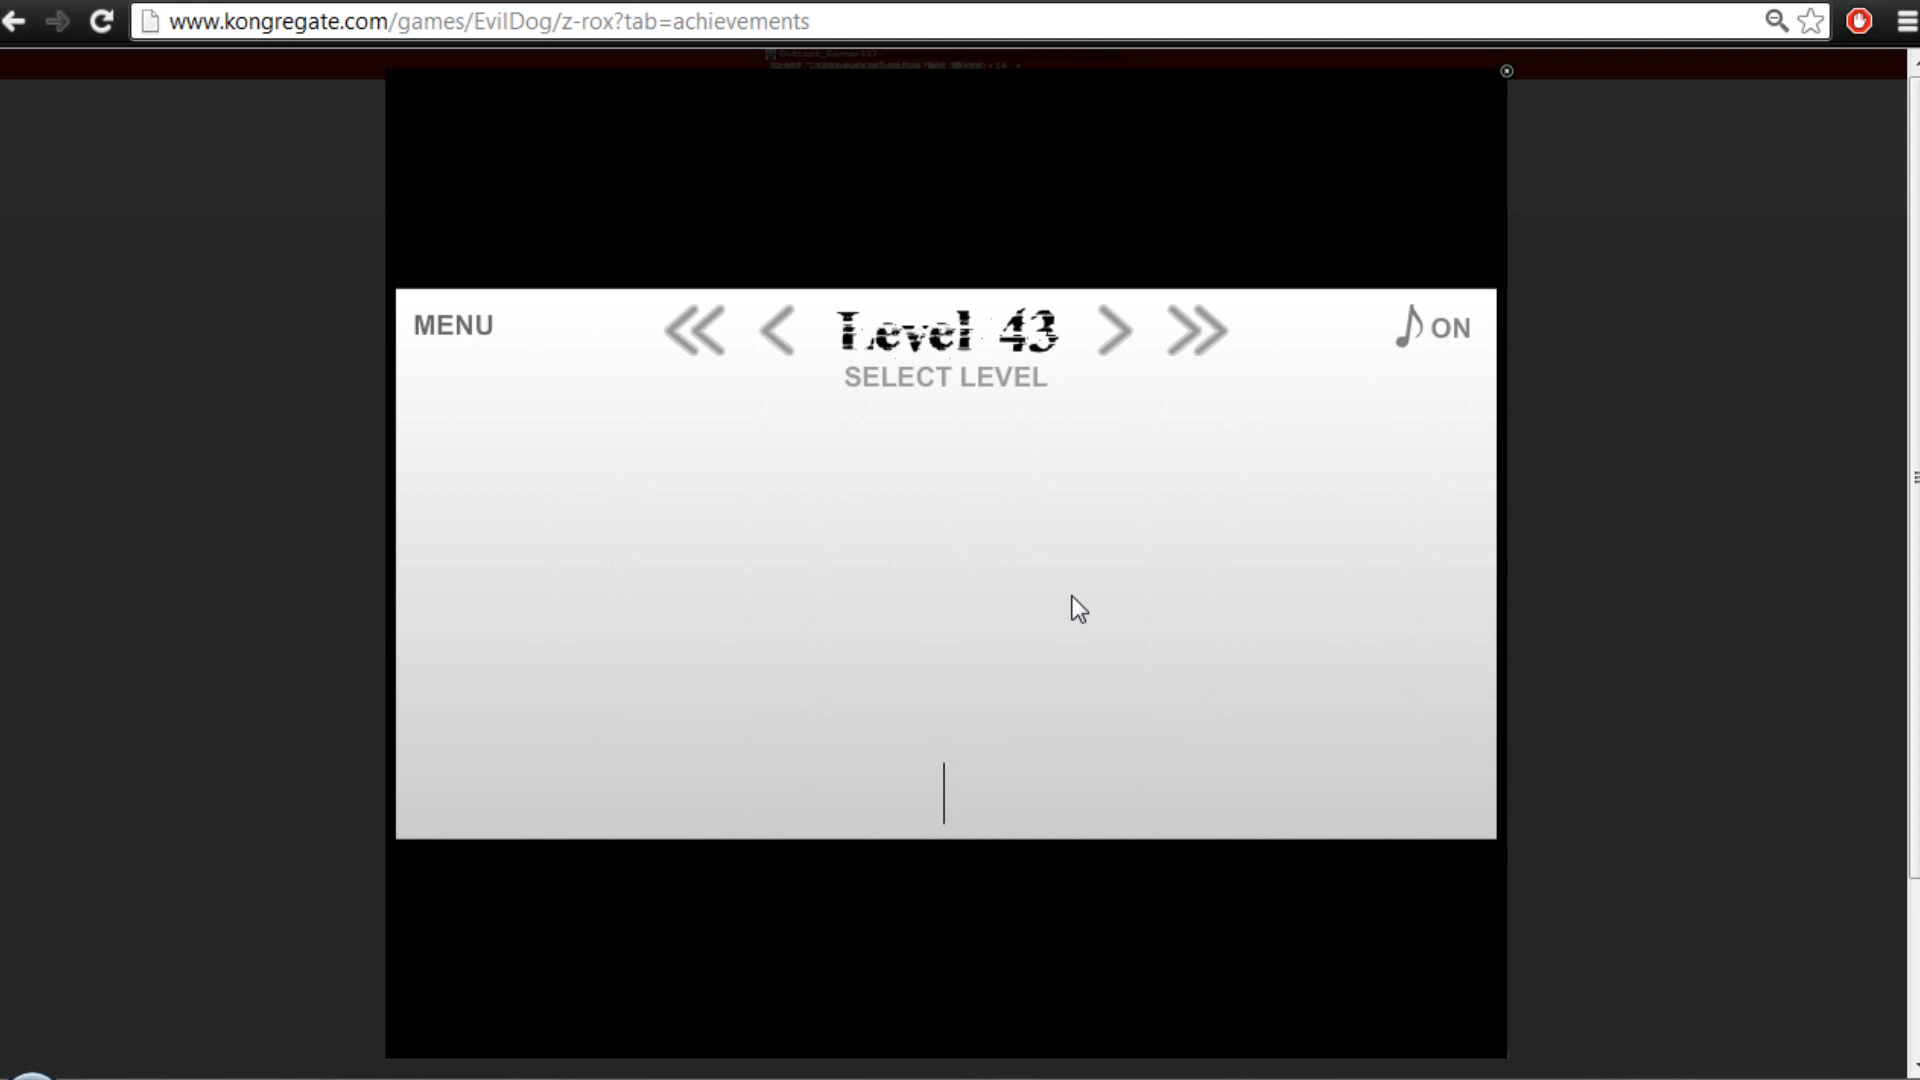 www.kongregate.com/games/EvilDog/z-rox?tab=achievements
MENU
Level 43
ON
SELECT LEVEL